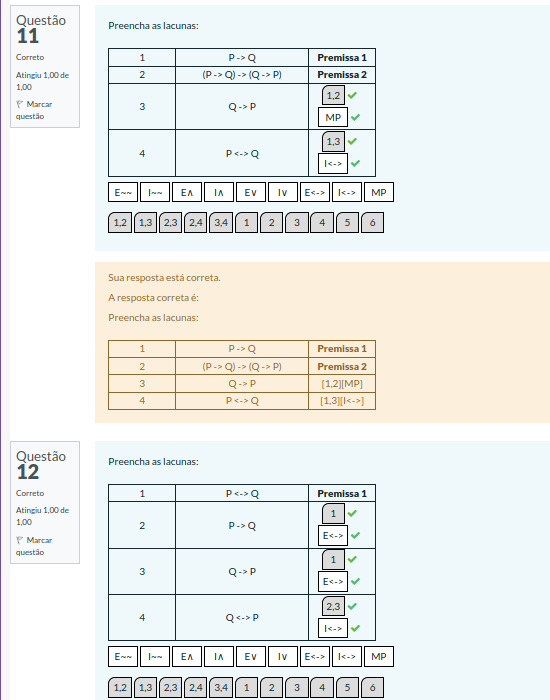 Questão
11
Correto
Atingiu 1,00 de
1,00
Marcar
questão
Preencha as lacunas:
1 P -> Q Premissa 1
2 (P -> Q) -> (Q -> P) Premissa 2
3 Q -> P 1,2
MP
4 P <-> Q 1,3
I<->
E~~ I~~ E∧ I∧ E∨ I∨ E<-> I<-> MP
1,2 1,3 2,3 2,4 3,4 1 2 3 4 5 6
Sua resposta está correta.
A resposta correta é:
Preencha as lacunas:
1 P -> Q Premissa 1
2 (P -> Q) -> (Q -> P) Premissa 2
3 Q -> P [1,2][MP]
4 P <-> Q [1,3][I<->]
Questão
12
Correto
Atingiu 1,00 de
1,00
Marcar
questão
Preencha as lacunas:
1 P <-> Q Premissa 1
2 P -> Q 1
E<->
3 Q -> P 1
E<->
4 Q <-> P 2,3
I<->
E~~ I~~ E∧ I∧ E∨ I∨ E<-> I<-> MP
1,2 1,3 2,3 2,4 3,4 1 2 3 4 5 6